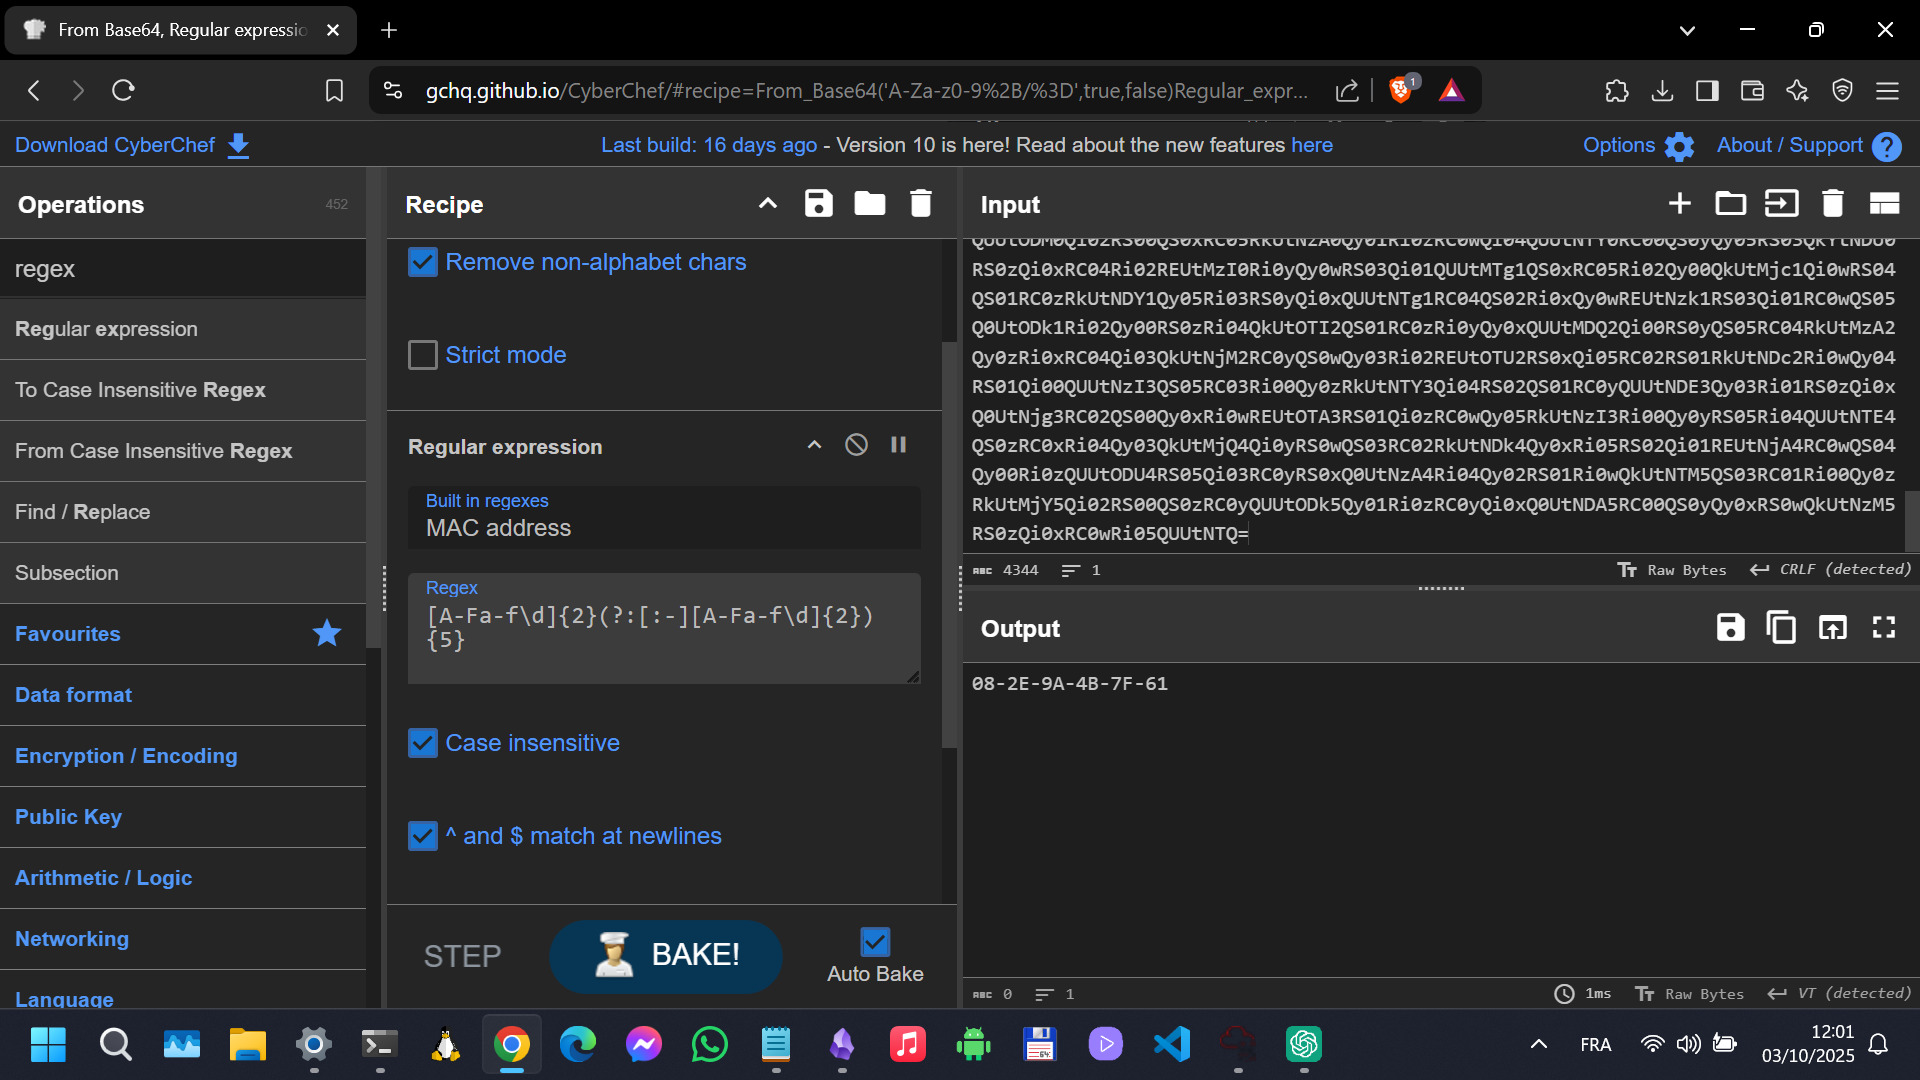 From Base64, Regular expressio
gchq.github.io/CyberChef/#recipe=From_Base64('A-Za-z0-9%2B/%3D',true,false)Regular_expr...
1
Download CyberChef
Last build: 16 days ago - Version 10 is here! Read about the new features here
Options
About / Support
Operations
452
regex
Regular expression
To Case Insensitive Regex
From Case Insensitive Regex
Find / Replace
Subsection
Favourites
Data format
Encryption / Encoding
Public Key
Arithmetic / Logic
Networking
Language
Recipe
Remove non-alphabet chars
Strict mode
Regular expression
Built in regexes
MAC address
Regex
[A-Fa-f\d]{2}(?:[:-][A-Fa-f\d]{2})
{5}
Case insensitive
^ and $ match at newlines
STEP
BAKE!
Auto Bake
Input
RS0zQi0xRC04Ri02REUtMzI0Ri0yQy0wRS03Qi01QUUtMTg1QS0xRC05Ri02Qy00QkUtMjc1Qi0wRS04
QS01RC0zRkUtNDY1Qy05Ri03RS0yQi0xQUUtNTg1RC04QS02Ri0xQy0wREUtNzk1RS03Qi01RC0wQS05
Q0UtODk1Ri02Qy00RS0zRi04QkUtOTI2QS01RC0zRi0yQy0xQUUtMDQ2Qi00RS0yQS05RC04RkUtMzA2
Qy0zRi0xRC04Qi03QkUtNjM2RC0yQS0wQy03Ri02REUtOTU2RS0xQi05RC02RS01RkUtNDc2Ri0wQy04
RS01Qi00QUUtNzI3QS05RC03Ri00Qy0zRkUtNTY3Qi04RS02QS01RC0yQUUtNDE3Qy03Ri01RS0zQi0x
Q0UtNjg3RC02QS00Qy0xRi0wREUtOTA3RS01Qi0zRC0wQy05RkUtNzI3Ri00Qy0yRS05Ri04QUUtNTE4
QS0zRC0xRi04Qy03QkUtMjQ4Qi0yRS0wQS03RC02RkUtNDk4Qy0xRi05RS02Qi01REUtNjA4RC0wQS04
Qy00Ri0zQUUtODU4RS05Qi03RC0yRS0xQ0UtNzA4Ri04Qy02RS01Ri0wQkUtNTM5QS03RC01Ri00Qy0z
RkUtMjY5Qi02RS00QS0zRC0yQUUtODk5Qy01Ri0zRC0yQi0xQ0UtNDA5RC00QS0yQy0xRS0wQkUtNzM5
RS0zQi0xRC0wRi05QUUtNTQ=
ABC 4344
1
Tт Raw Bytes
CRLF (detected)
Output
08-2E-9A-4B-7F-61
ABC 0
1
1ms
Tт Raw Bytes
VT (detected)
64
FRA
12:01
03/10/2025